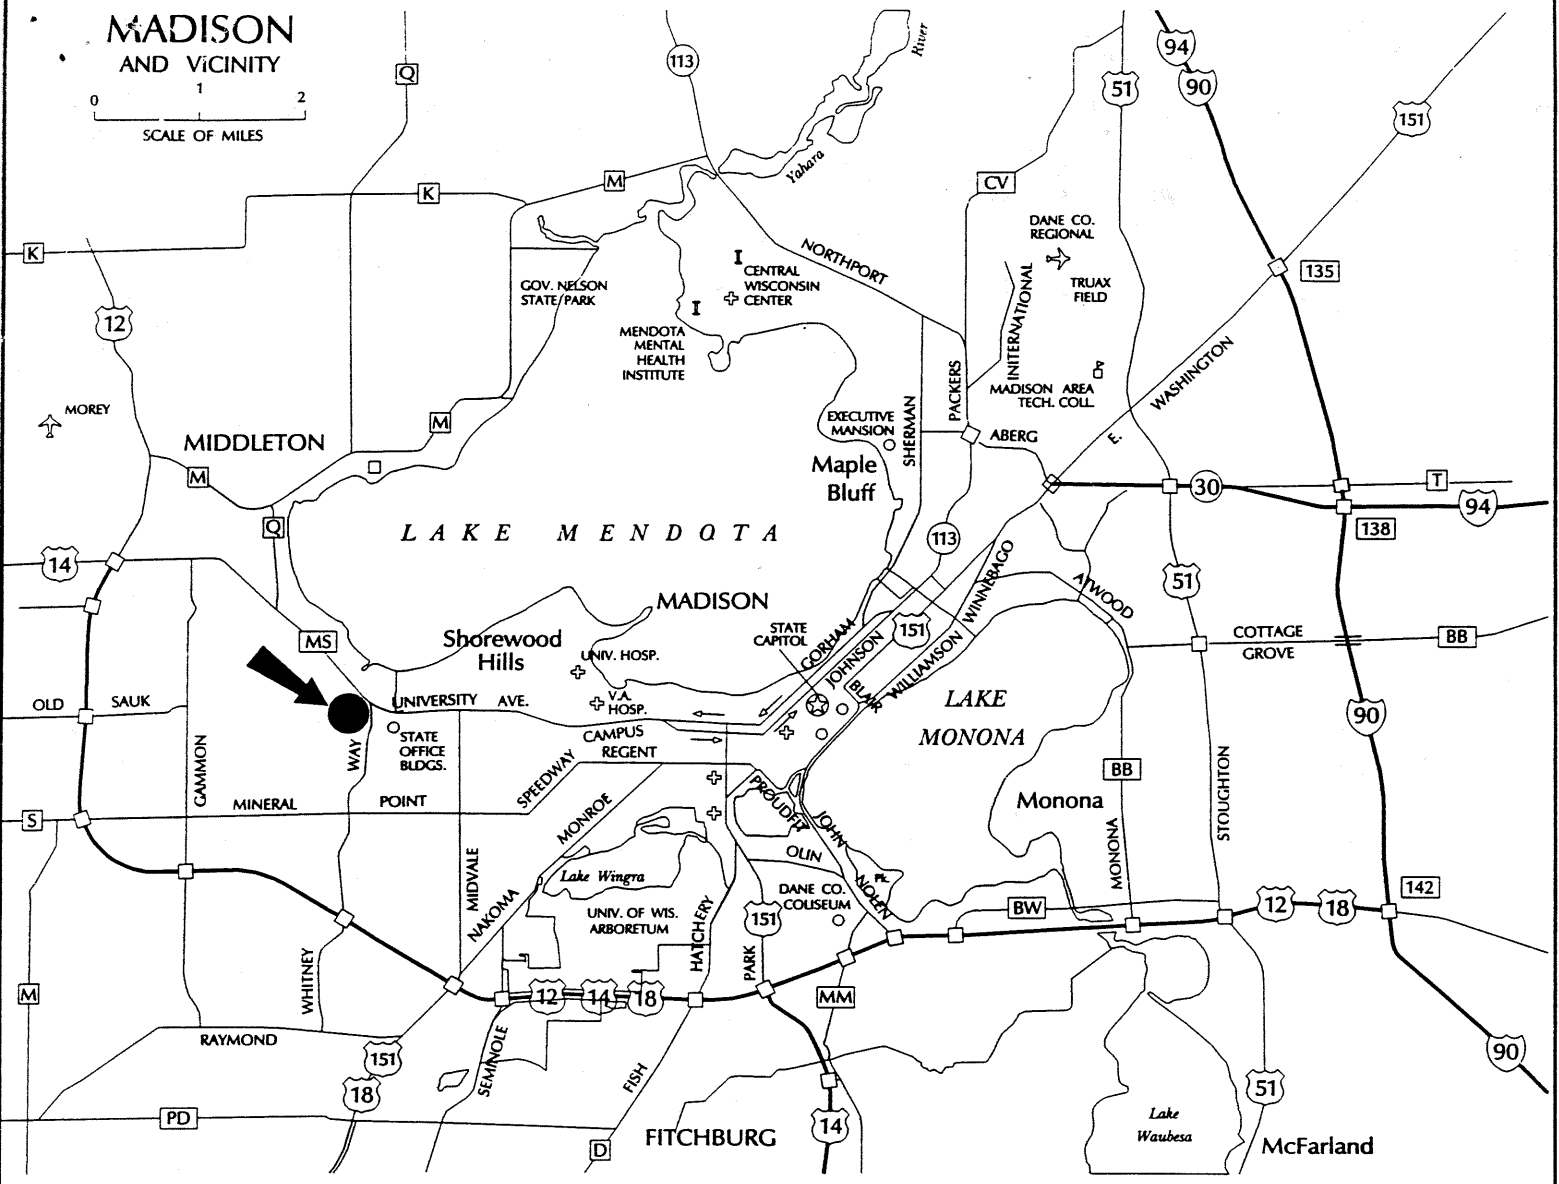 MADISON
AND VICINITY
0 1 2
SCALE OF MILES
Q
113
River
94
90
51
151
Yahara
M
K
CV
K
DANE CO.
REGIONAL
TRUAX
FIELD
135
NORTHPORT
I
CENTRAL
WISCONSIN
CENTER
GOV. NELSON
STATE PARK
I
MENDOTA
MENTAL
HEALTH
INSTITUTE
12
INITERNATIONAL
PACKERS
MADISON AREA
TECH. COLL.
E. WASHINGTON
MOREY
M
MIDDLETON
EXECUTIVE
MANSION
SHERMAN
ABERG
Maple
Bluff
M
30
T
94
138
Q
LAKE MENDOTA
113
14
51
WINNEBAGO
ATWOOD
MADISON
STATE
CAPITOL
GORHAM
JOHNSON
151
WILLIAMSON
BLAIR
COTTAGE
GROVE
BB
MS
Shorewood
Hills
UNIV. HOSP.
V.A.
HOSP.
OLD SAUK
UNIVERSITY AVE.
LAKE
MONONA
90
STATE
OFFICE
BLDGS.
CAMPUS
REGENT
WAY
GAMMON
SPEEDWAY
BB
STOUGHTON
MINERAL POINT
S
MONROE
PROUDFIT
JOHN
NOLEN
Monona
MONONA
OLIN
MIDVALE
Lake Wingra
Pk.
142
NAKOMA
UNIV. OF WIS.
ARBORETUM
HATCHERY
151
DANE CO.
COLISEUM
BW
12
18
WHITNEY
PARK
M
12
14
18
MM
RAYMOND
151
18
SEMINOLE
FISH
90
51
PD
D
FITCHBURG
14
Lake
Waubesa
McFarland